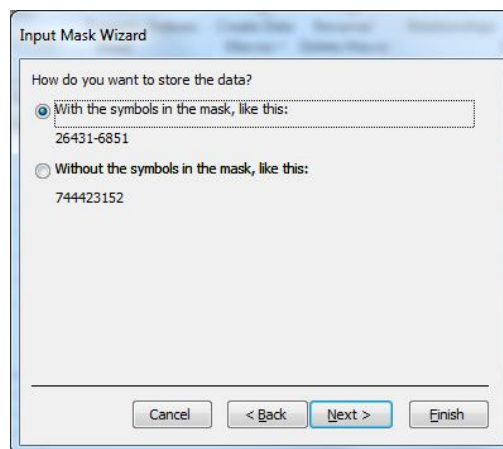 Input Mask Wizard
How do you want to store the data?
With the symbols in the mask, like this:
26431-6851
Without the symbols in the mask, like this:
744423152
Cancel
< Back
Next >
Finish